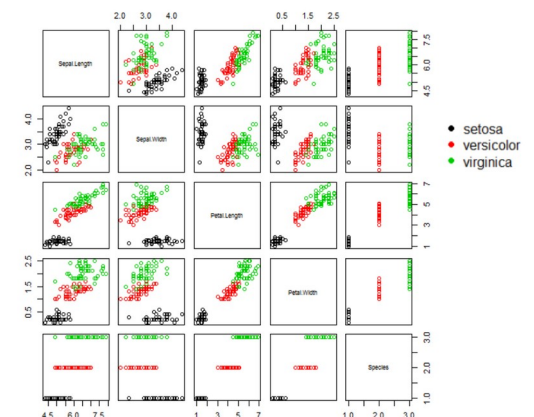 2.0 3.0 4.0
0.5 1.5 2.5
Sepal.Length
4.5 6.0 7.5
2.0 3.0 4.0
Sepal.Width
setosa
versicolor
virginica
Petal.Length
1 3 5 7
0.5 1.5 2.5
Petal.Width
Species
1.0 2.0 3.0
4.5 6.0 7.5
1 3 5 7
1.0 2.0 3.0